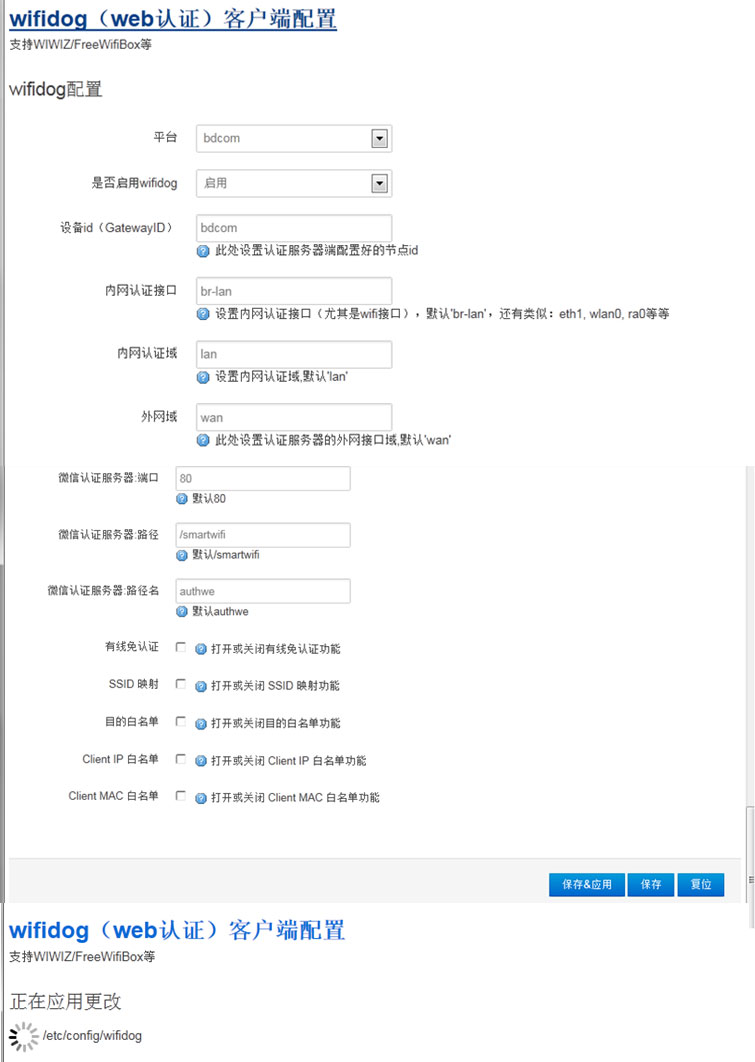 wifidog（web认证）客户端配置
支持WIWIZ/FreeWifiBox等
wifidog配置
平台 bdcom
是否启用wifidog 启用
设备id（GatewayID） bdcom
此处设置认证服务器端配置好的节点id
内网认证接口 br-lan
设置内网认证接口（尤其是wifi接口），默认'br-lan'，还有类似：eth1, wlan0, ra0等等
内网认证域 lan
设置内网认证域,默认'lan'
外网域 wan
此处设置认证服务器的外网接口域,默认'wan'
微信认证服务器:端口 80
默认80
微信认证服务器:路径 /smartwifi
默认/smartwifi
微信认证服务器:路径名 authwe
默认authwe
有线免认证 打开或关闭有线免认证功能
SSID 映射 打开或关闭 SSID 映射功能
目的白名单 打开或关闭目的白名单功能
Client IP 白名单 打开或关闭 Client IP 白名单功能
Client MAC 白名单 打开或关闭 Client MAC 白名单功能
保存&应用 保存 复位
wifidog（web认证）客户端配置
支持WIWIZ/FreeWifiBox等
正在应用更改
/etc/config/wifidog